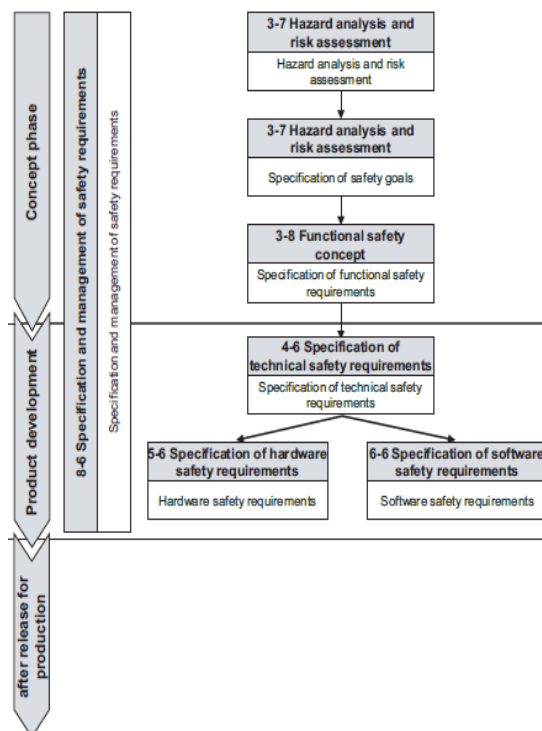 3-7 Hazard analysis and
risk assessment
Hazard analysis and risk
assessment
3-7 Hazard analysis and
risk assessment
Specification of safety goals
3-8 Functional safety
concept
Specification of functional safety
requirements
4-6 Specification of
technical safety requirements
Specification of technical safety
requirements
5-6 Specification of hardware
safety requirements
Hardware safety requirements
6-6 Specification of software
safety requirements
Software safety requirements
Concept phase
Product development
after release for
production
8-6 Specification and management of safety requirements
Specification and management of safety requirements